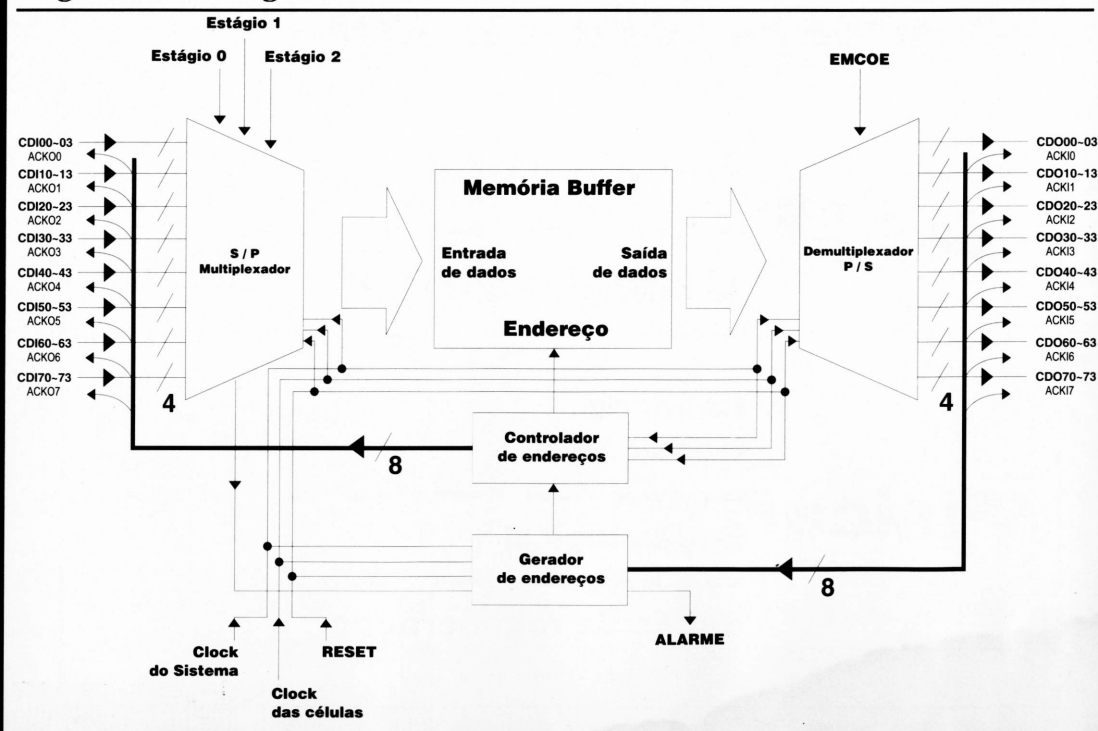 Estágio 1
Estágio 0
Estágio 2
EMCOE
CDI00~03
ACKO0
CDI10~13
ACKO1
CDI20~23
ACKO2
CDI30~33
ACKO3
CDI40~43
ACKO4
CDI50~53
ACKO5
CDI60~63
ACKO6
CDI70~73
ACKO7
4
S / P
Multiplexador
Memória Buffer
Entrada
de dados
Saída
de dados
Endereço
Demultiplexador
P / S
CDO00~03
ACKI0
CDO10~13
ACKI1
CDO20~23
ACKI2
CDO30~33
ACKI3
CDO40~43
ACKI4
CDO50~53
ACKI5
CDO60~63
ACKI6
CDO70~73
ACKI7
4
Controlador
de endereços
8
Gerador
de endereços
8
ALARME
Clock
do Sistema
RESET
Clock
das células